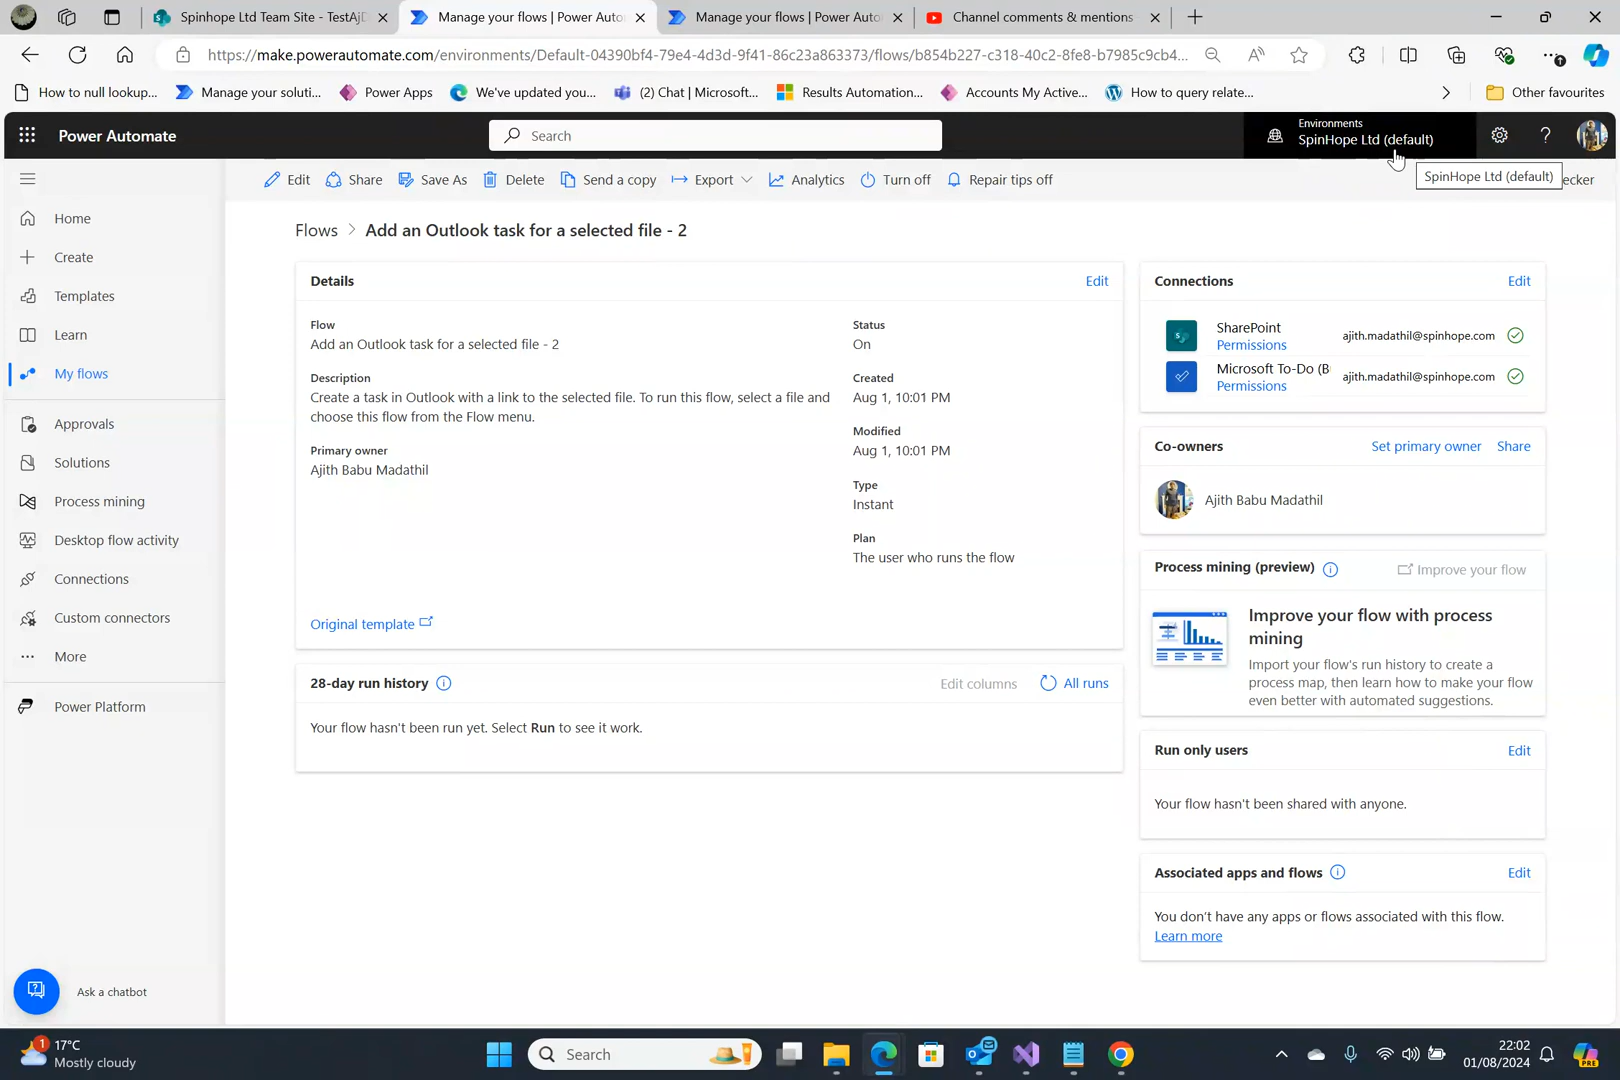 Spinhope Ltd Team Site - TestAjD
Manage your flows | Power Auto
Manage your flows | Power Auto
Channel comments & mentions
https://make.powerautomate.com/environments/Default-04390bf4-79e4-4d3d-9f41-86c23a863373/flows/b854b227-c318-40c2-8fe8-b7985c9cb4...
How to null lookup...
Manage your soluti...
Power Apps
We've updated you...
(2) Chat | Microsoft...
Results Automation...
Accounts My Active...
How to query relate...
Other favourites
Power Automate
Search
Environments
SpinHope Ltd (default)
SpinHope Ltd (default)
Edit
Share
Save As
Delete
Send a copy
Export
Analytics
Turn off
Repair tips off
ecker
Home
Create
Templates
Learn
My flows
Approvals
Solutions
Process mining
Desktop flow activity
Connections
Custom connectors
More
Power Platform
Ask a chatbot
Flows > Add an Outlook task for a selected file - 2
Details
Edit
Flow
Add an Outlook task for a selected file - 2
Description
Create a task in Outlook with a link to the selected file. To run this flow, select a file and
choose this flow from the Flow menu.
Primary owner
Ajith Babu Madathil
Status
On
Created
Aug 1, 10:01 PM
Modified
Aug 1, 10:01 PM
Type
Instant
Plan
The user who runs the flow
Original template
28-day run history
Edit columns
All runs
Your flow hasn't been run yet. Select Run to see it work.
Connections
Edit
SharePoint
Permissions
ajith.madathil@spinhope.com
Microsoft To-Do (B
Permissions
ajith.madathil@spinhope.com
Co-owners
Set primary owner
Share
Ajith Babu Madathil
Process mining (preview)
Improve your flow
Improve your flow with process
mining
Import your flow's run history to create a
process map, then learn how to make your flow
even better with automated suggestions.
Run only users
Edit
Your flow hasn't been shared with anyone.
Associated apps and flows
Edit
You don't have any apps or flows associated with this flow.
Learn more
1
17°C
Mostly cloudy
Search
22:02
01/08/2024
PRE